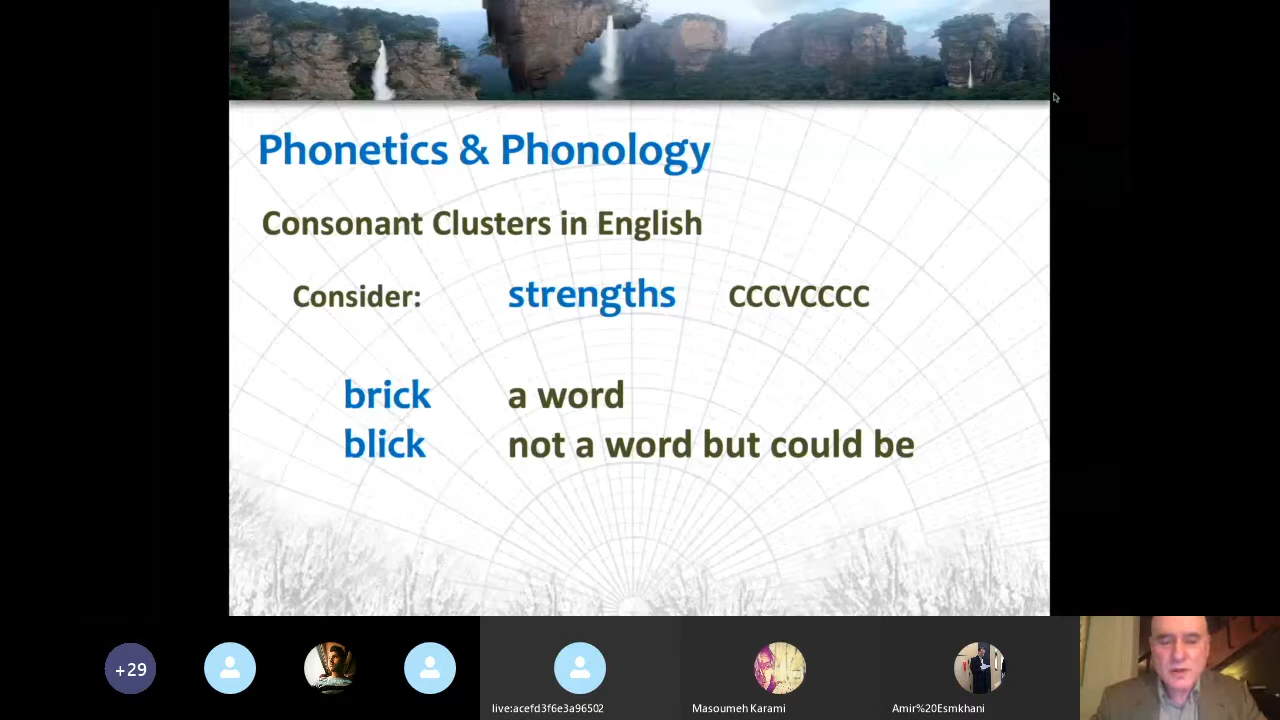 Phonetics & Phonology
Consonant Clusters in English
Consider: strengths CCCVCCCC
brick a word
blick not a word but could be
+29
live:acefd3f6e3a96502
Masoumeh Karami
Amir%20Esmkhani